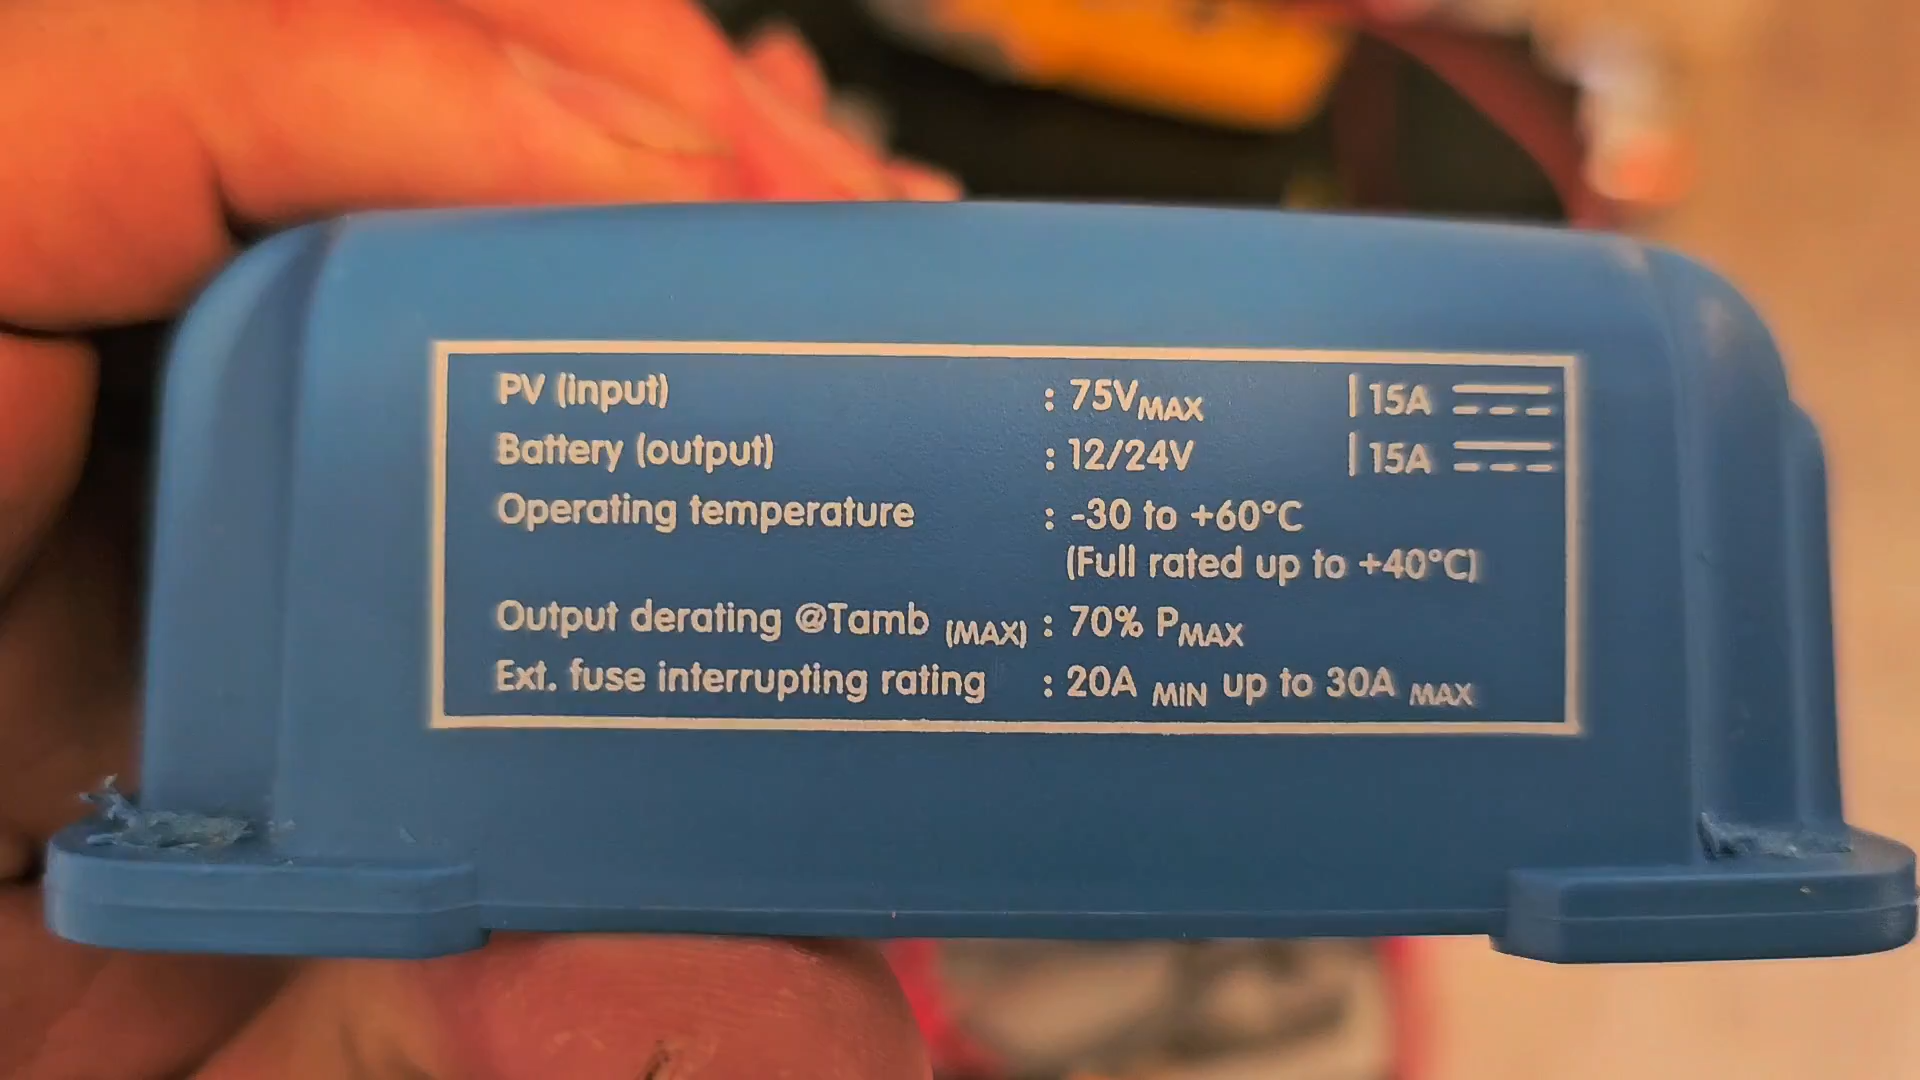 PV (input) : 75VMAX | 15A
Battery (output) : 12/24V | 15A
Operating temperature : -30 to +60°C
(Full rated up to +40°C)
Output derating @Tamb (MAX) : 70% PMAX
Ext. fuse interrupting rating : 20A MIN up to 30A MAX